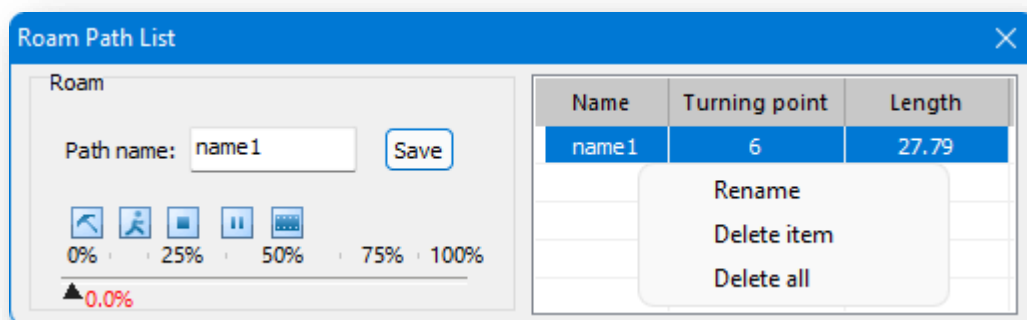 Roam Path List
Roam
Path name: name1 Save
0% 25% 50% 75% 100%
0.0%
Name Turning point Length
name1 6 27.79
Rename
Delete item
Delete all